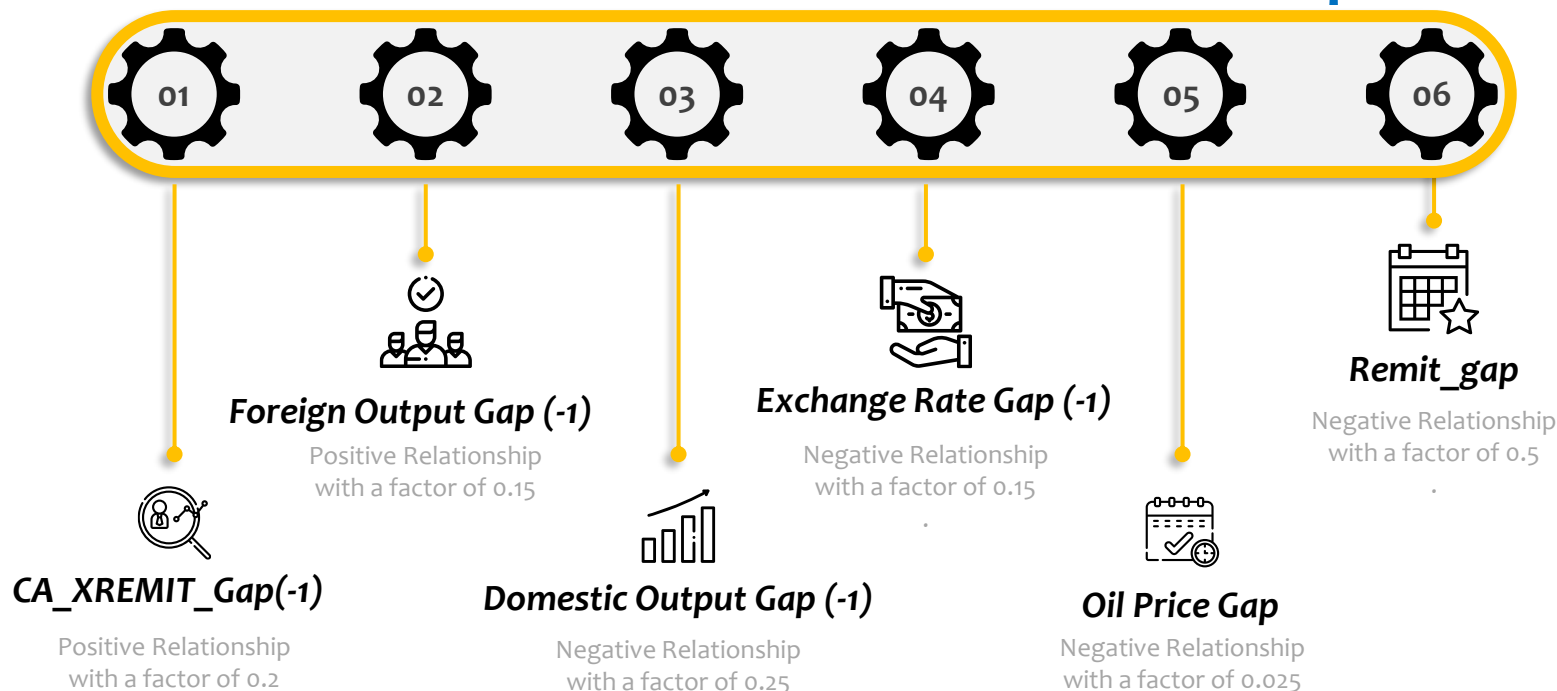 01
02
03
04
05
06
CA_XREMIT_Gap(-1)
Positive Relationship
with a factor of 0.2
Foreign Output Gap (-1)
Positive Relationship
with a factor of 0.15
Domestic Output Gap (-1)
Negative Relationship
with a factor of 0.25
Exchange Rate Gap (-1)
Negative Relationship
with a factor of 0.15
.
Oil Price Gap
Negative Relationship
with a factor of 0.025
Remit_gap
Negative Relationship
with a factor of 0.5
.